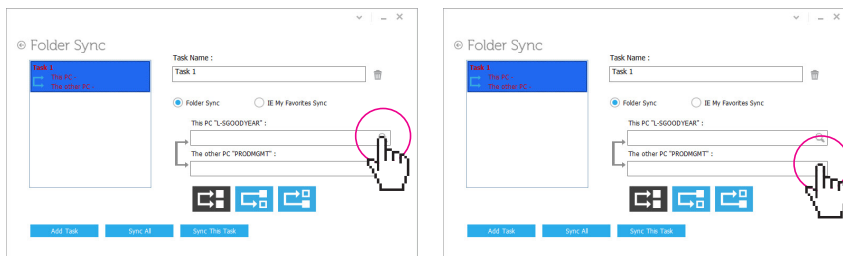 Folder Sync
Task 1
This PC -
The other PC -
Task Name :
Task 1
Folder Sync
IE My Favorites Sync
This PC "L-SGOODYEAR" :
The other PC "PRODMGMT" :
Add Task
Sync All
Sync This Task
Folder Sync
Task 1
This PC -
The other PC -
Task Name :
Task 1
Folder Sync
IE My Favorites Sync
This PC "L-SGOODYEAR" :
The other PC "PRODMGMT" :
Add Task
Sync All
Sync This Task